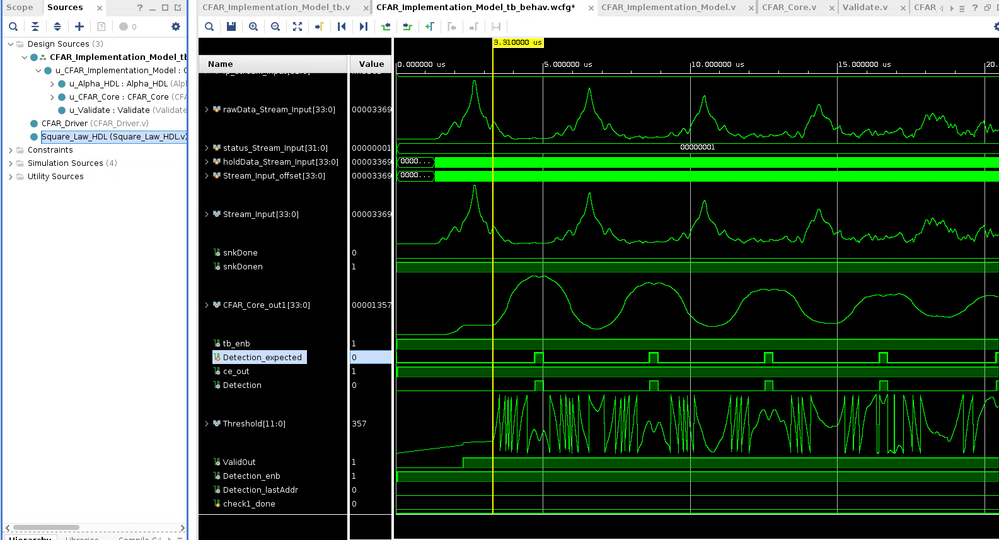 Scope Sources × ? _
CFAR_Implementation_Model_tb.v × CFAR_Implementation_Model_tb_behav.wcfg* × CFAR_Implementation_Model.v × CFAR_Core.v × Validate.v × CFAR ?
0
Design Sources (3)
CFAR_Implementation_Model_tb
u_CFAR_Implementation_Model :
u_Alpha_HDL : Alpha_HDL (Alp
u_CFAR_Core : CFAR_Core (CFA
u_Validate : Validate (Validate
CFAR_Driver (CFAR_Driver.v)
Square_Law_HDL (Square_Law_HDL.v)
Constraints
Simulation Sources (4)
Utility Sources
Hierarchy Libraries
3.310000 us
0.000000 us 5.000000 us 10.000000 us 15.000000 us 20.
Name Value
rawData_Stream_Input[33:0] 00003369
status_Stream_Input[31:0] 00000001 00000001
holdData_Stream_Input[33:0] 00003369 0000...
Stream_Input_offset[33:0] 00003369 0000...
Stream_Input[33:0] 00003369
snkDone 0
snkDonen 1
CFAR_Core_out1[33:0] 00001357
tb_enb 1
Detection_expected 0
ce_out 1
Detection 0
Threshold[11:0] 357
ValidOut 1
Detection_enb 1
Detection_lastAddr 0
check1_done 0